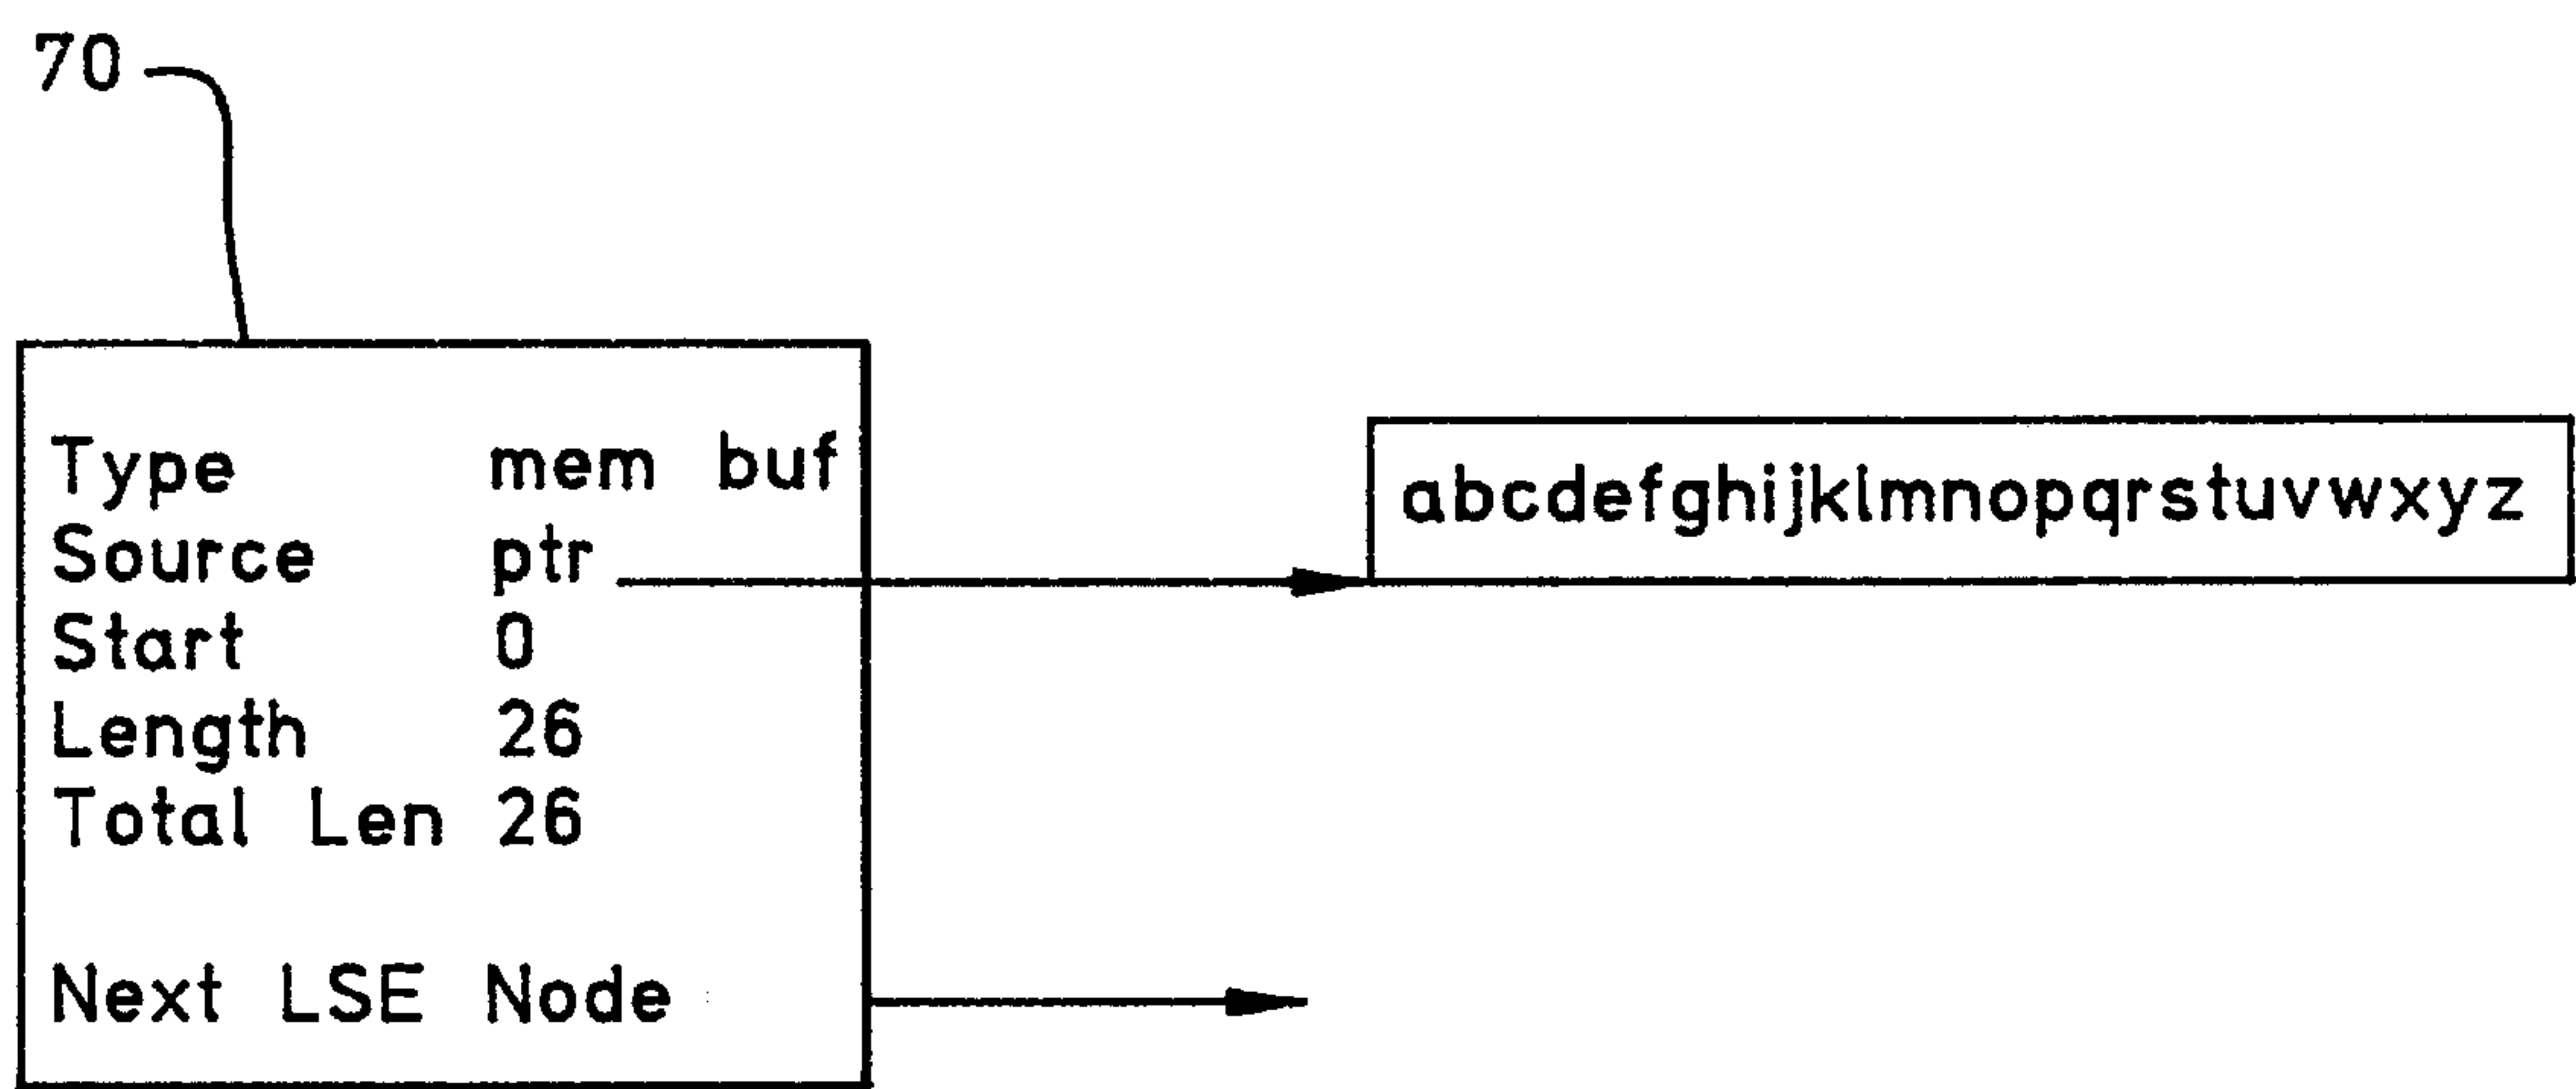 70
Type mem buf
Source ptr
Start 0
Length 26
Total Len 26
Next LSE Node
abcdefghijklmnopqrstuvwxyz